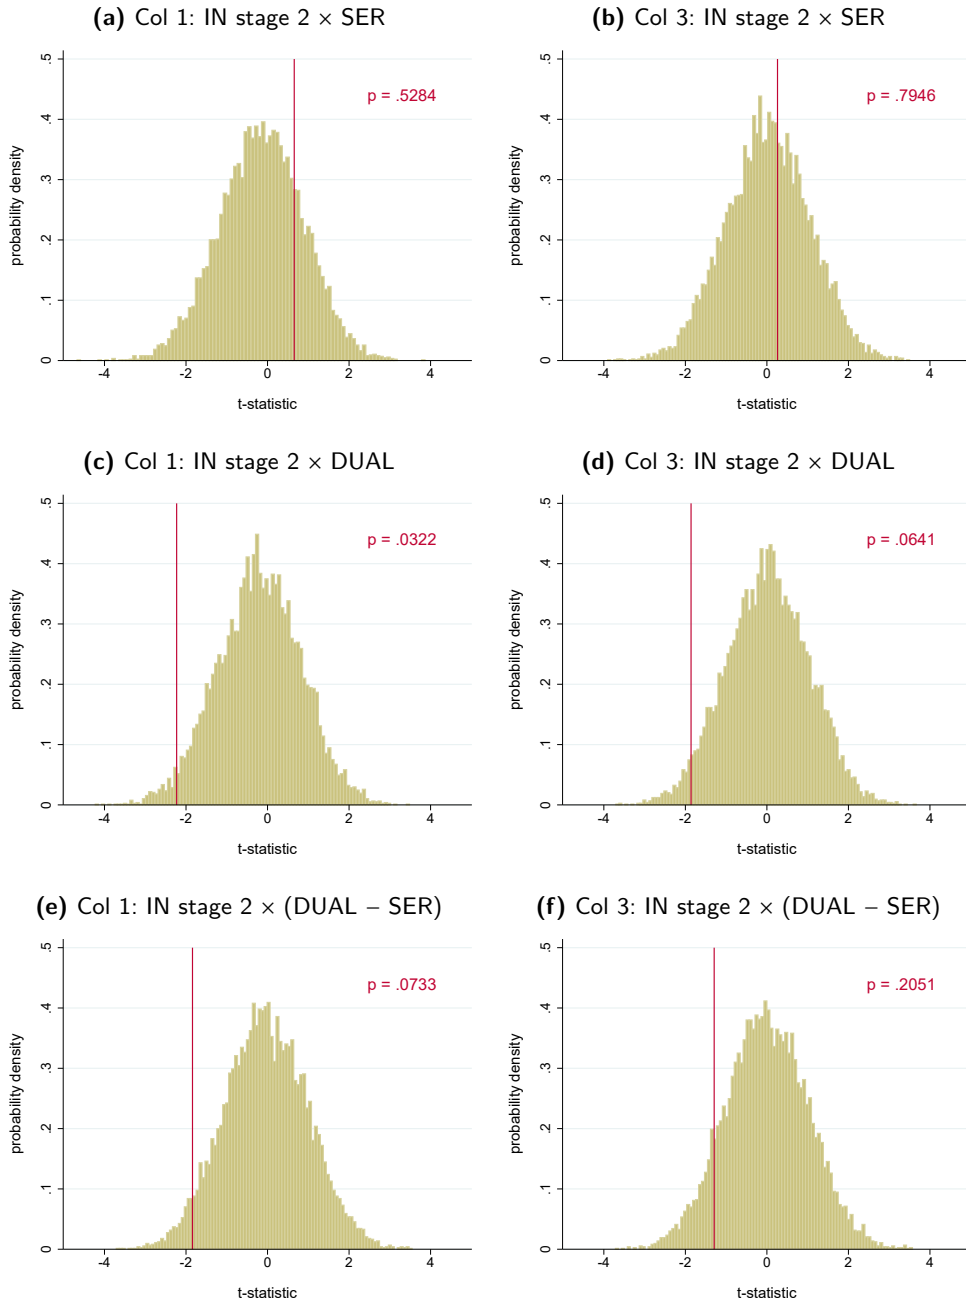 (a) Col 1: IN stage 2 × SER
(b) Col 3: IN stage 2 × SER
.5
.4
.3
.2
.1
0
probability density
p = .5284
-4 -2 0 2 4
t-statistic
.5
.4
.3
.2
.1
0
probability density
p = .7946
-4 -2 0 2 4
t-statistic
(c) Col 1: IN stage 2 × DUAL
(d) Col 3: IN stage 2 × DUAL
.5
.4
.3
.2
.1
0
probability density
p = .0322
-4 -2 0 2 4
t-statistic
.5
.4
.3
.2
.1
0
probability density
p = .0641
-4 -2 0 2 4
t-statistic
(e) Col 1: IN stage 2 × (DUAL − SER)
(f) Col 3: IN stage 2 × (DUAL − SER)
.5
.4
.3
.2
.1
0
probability density
p = .0733
-4 -2 0 2 4
t-statistic
.5
.4
.3
.2
.1
0
probability density
p = .2051
-4 -2 0 2 4
t-statistic